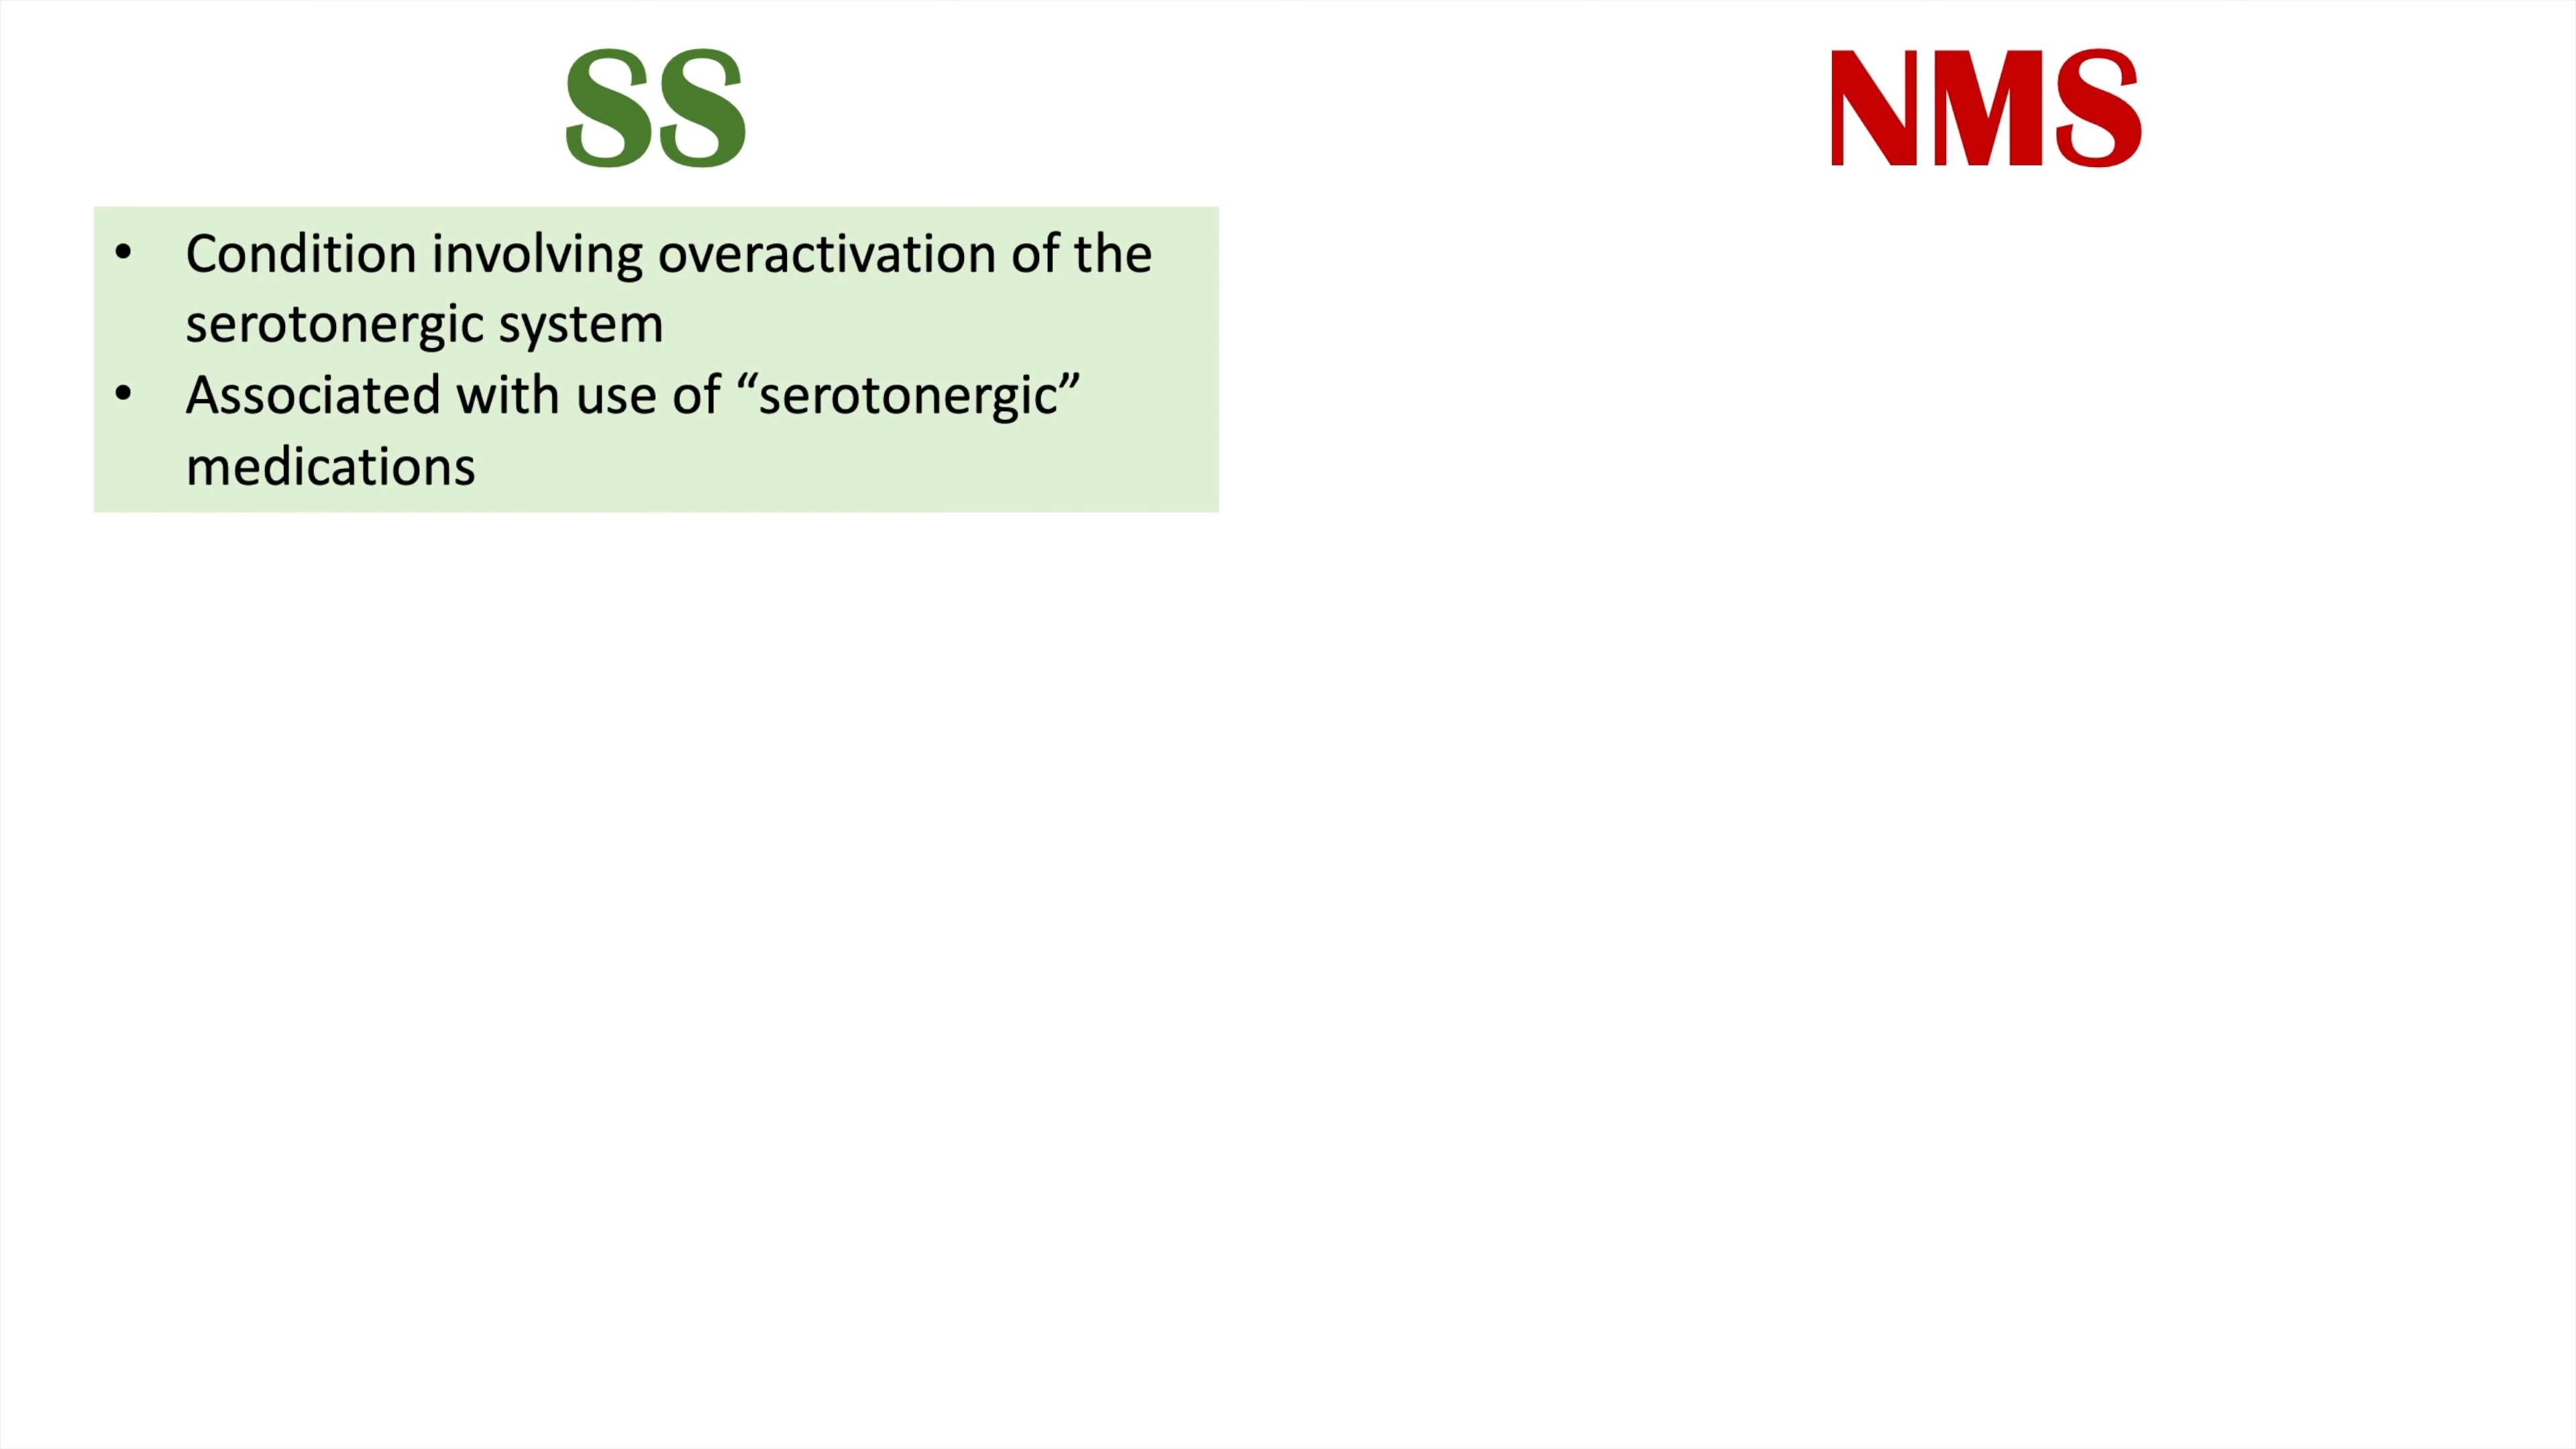 SS
NMS
• Condition involving overactivation of the
serotonergic system
• Associated with use of “serotonergic”
medications